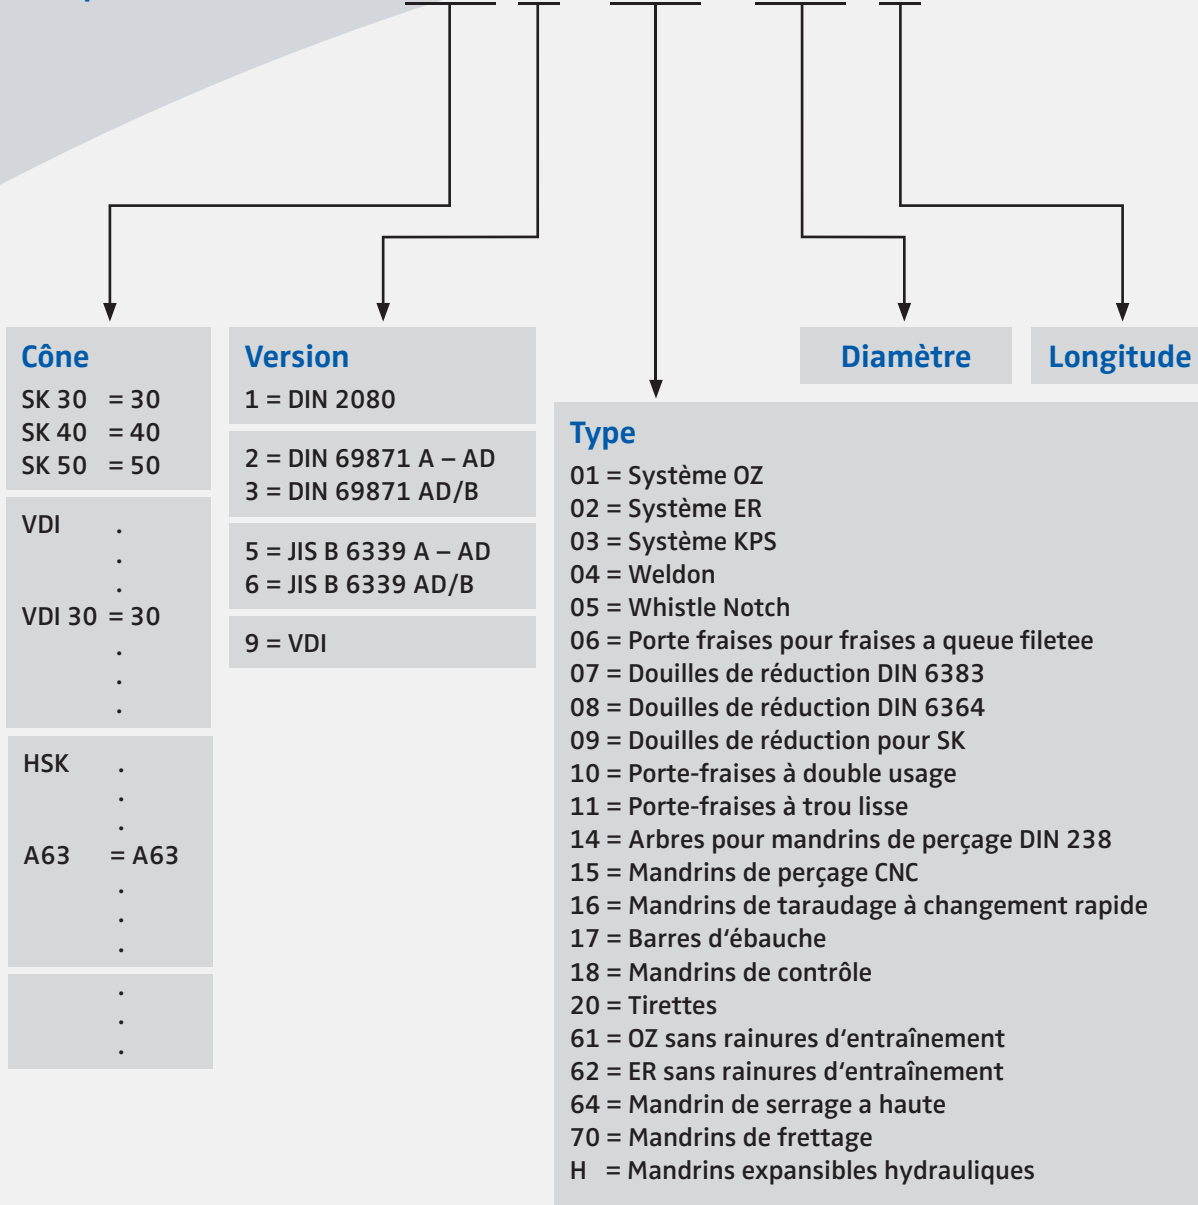 Cône
SK 30 = 30
SK 40 = 40
SK 50 = 50
VDI .
.
.
VDI 30 = 30
.
.
.
HSK .
.
.
A63 = A63
.
.
.
.
.
.
Version
1 = DIN 2080
2 = DIN 69871 A – AD
3 = DIN 69871 AD/B
5 = JIS B 6339 A – AD
6 = JIS B 6339 AD/B
9 = VDI
Type
01 = Système OZ
02 = Système ER
03 = Système KPS
04 = Weldon
05 = Whistle Notch
06 = Porte fraises pour fraises a queue filetee
07 = Douilles de réduction DIN 6383
08 = Douilles de réduction DIN 6364
09 = Douilles de réduction pour SK
10 = Porte-fraises à double usage
11 = Porte-fraises à trou lisse
14 = Arbres pour mandrins de perçage DIN 238
15 = Mandrins de perçage CNC
16 = Mandrins de taraudage à changement rapide
17 = Barres d‘ébauche
18 = Mandrins de contrôle
20 = Tirettes
61 = OZ sans rainures d‘entraînement
62 = ER sans rainures d‘entraînement
64 = Mandrin de serrage a haute
70 = Mandrins de frettage
H = Mandrins expansibles hydrauliques
Diamètre
Longitude